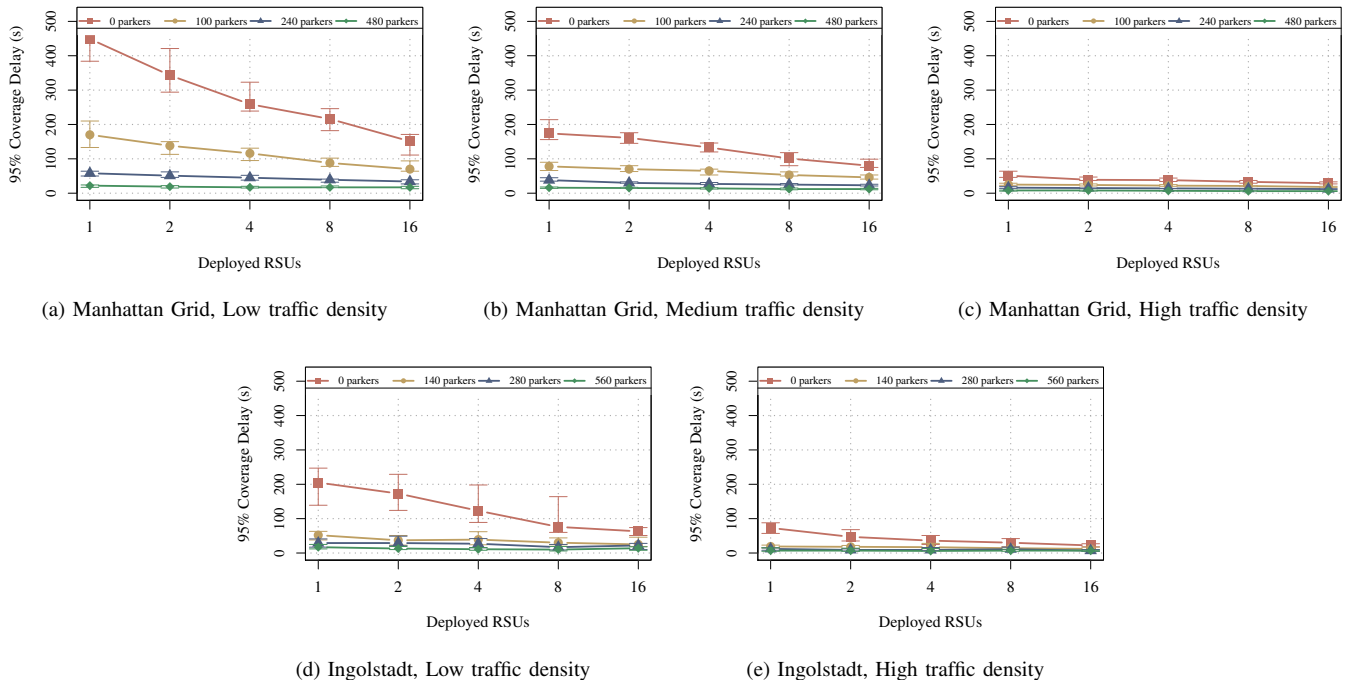 0 parkers 100 parkers 240 parkers 480 parkers
95% Coverage Delay (s)
0 100 200 300 400 500
1 2 4 8 16
Deployed RSUs
(a) Manhattan Grid, Low traffic density
0 parkers 100 parkers 240 parkers 480 parkers
95% Coverage Delay (s)
0 100 200 300 400 500
1 2 4 8 16
Deployed RSUs
(b) Manhattan Grid, Medium traffic density
0 parkers 100 parkers 240 parkers 480 parkers
95% Coverage Delay (s)
0 100 200 300 400 500
1 2 4 8 16
Deployed RSUs
(c) Manhattan Grid, High traffic density
0 parkers 140 parkers 280 parkers 560 parkers
95% Coverage Delay (s)
0 100 200 300 400 500
1 2 4 8 16
Deployed RSUs
(d) Ingolstadt, Low traffic density
0 parkers 140 parkers 280 parkers 560 parkers
95% Coverage Delay (s)
0 100 200 300 400 500
1 2 4 8 16
Deployed RSUs
(e) Ingolstadt, High traffic density